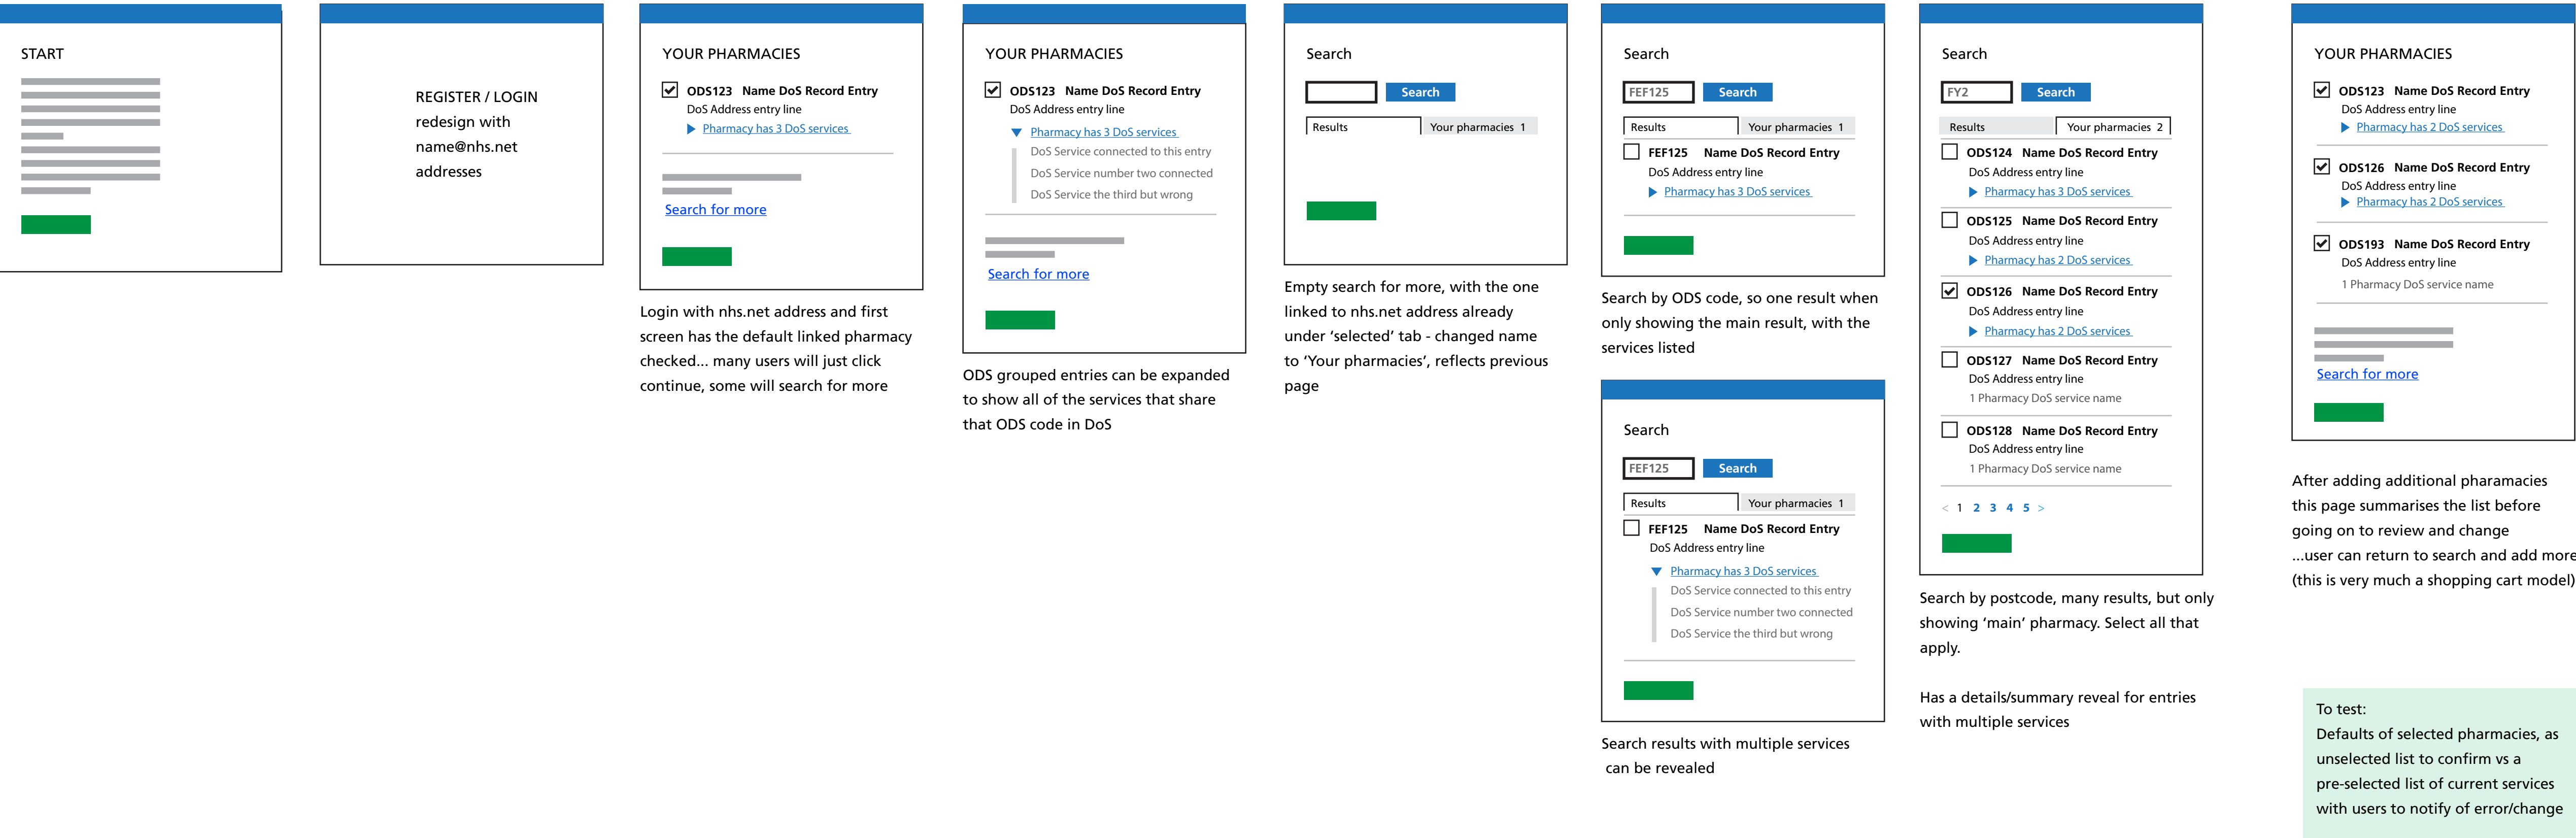 START
REGISTER / LOGIN
redesign with
name@nhs.net
addresses
YOUR PHARMACIES
ODS123 Name DoS Record Entry
DoS Address entry line
Pharmacy has 3 DoS services
Search for more
Login with nhs.net address and first
screen has the default linked pharmacy
checked... many users will just click
continue, some will search for more
YOUR PHARMACIES
ODS123 Name DoS Record Entry
DoS Address entry line
Pharmacy has 3 DoS services
DoS Service connected to this entry
DoS Service number two connected
DoS Service the third but wrong
Search for more
ODS grouped entries can be expanded
to show all of the services that share
that ODS code in DoS
Search
Search
Results Your pharmacies 1
Empty search for more, with the one
linked to nhs.net address already
under ‘selected’ tab - changed name
to ‘Your pharmacies’, reflects previous
page
Search
FEF125 Search
Results Your pharmacies 1
FEF125 Name DoS Record Entry
DoS Address entry line
Pharmacy has 3 DoS services
Search by ODS code, so one result when
only showing the main result, with the
services listed
Search
FEF125 Search
Results Your pharmacies 1
FEF125 Name DoS Record Entry
DoS Address entry line
Pharmacy has 3 DoS services
DoS Service connected to this entry
DoS Service number two connected
DoS Service the third but wrong
Search results with multiple services
can be revealed
Search
FY2 Search
Results Your pharmacies 2
ODS124 Name DoS Record Entry
DoS Address entry line
Pharmacy has 3 DoS services
ODS125 Name DoS Record Entry
DoS Address entry line
Pharmacy has 2 DoS services
ODS126 Name DoS Record Entry
DoS Address entry line
Pharmacy has 2 DoS services
ODS127 Name DoS Record Entry
DoS Address entry line
1 Pharmacy DoS service name
ODS128 Name DoS Record Entry
DoS Address entry line
1 Pharmacy DoS service name
< 1 2 3 4 5 >
Search by postcode, many results, but only
showing ‘main’ pharmacy. Select all that
apply.
Has a details/summary reveal for entries
with multiple services
YOUR PHARMACIES
ODS123 Name DoS Record Entry
DoS Address entry line
Pharmacy has 2 DoS services
ODS126 Name DoS Record Entry
DoS Address entry line
Pharmacy has 2 DoS services
ODS193 Name DoS Record Entry
DoS Address entry line
1 Pharmacy DoS service name
Search for more
After adding additional pharamacies
this page summarises the list before
going on to review and change
...user can return to search and add more
(this is very much a shopping cart model)
To test:
Defaults of selected pharmacies, as
unselected list to confirm vs a
pre-selected list of current services
with users to notify of error/change